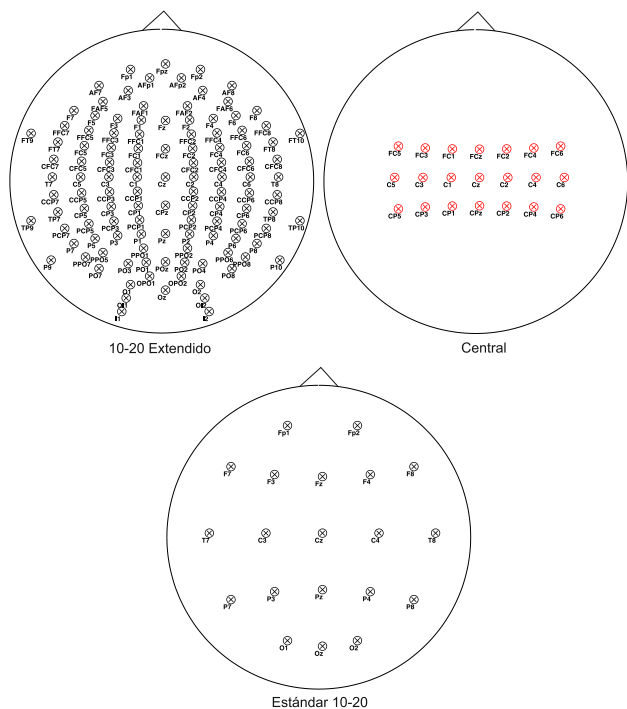 Fpz
Fp1 Fp2
AFp1 AFp2
AF7 AF3 AF4 AF8
FAF5 FAF1 FAF2 FAF6
F7 F5 F3 F1 Fz F2 F4 F6 F8
FFC7 FFC5 FFC3 FFC1 FFC2 FFC4 FFC6 FFC8
FT9 FT7 FC5 FC3 FC1 FCz FC2 FC4 FC6 FT8 FT10
CFC7 CFC5 CFC3 CFC1 CFC2 CFC4 CFC6 CFC8
T7 C5 C3 C1 Cz C2 C4 C6 T8
CCP7 CCP5 CCP3 CCP1 CCP2 CCP4 CCP6 CCP8
TP9 TP7 CP5 CP3 CP1 CPz CP2 CP4 CP6 TP8 TP10
PCP7 PCP5 PCP3 PCP1 PCP2 PCP4 PCP6 PCP8
P9 P7 P5 P3 P1 Pz P2 P4 P6 P8 P10
PPO7 PPO5 PPO1 PPO2 PPO6 PPO8
PO7 PO3 PO1 POz PO2 PO4 PO8
OPO1 OPO2
O1 Oz O2
OI1 OI2
I1 I2
10-20 Extendido
FC5 FC3 FC1 FCz FC2 FC4 FC6
C5 C3 C1 Cz C2 C4 C6
CP5 CP3 CP1 CPz CP2 CP4 CP6
Central
Fp1 Fp2
F7 F3 Fz F4 F8
T7 C3 Cz C4 T8
P7 P3 Pz P4 P8
O1 Oz O2
Estándar 10-20